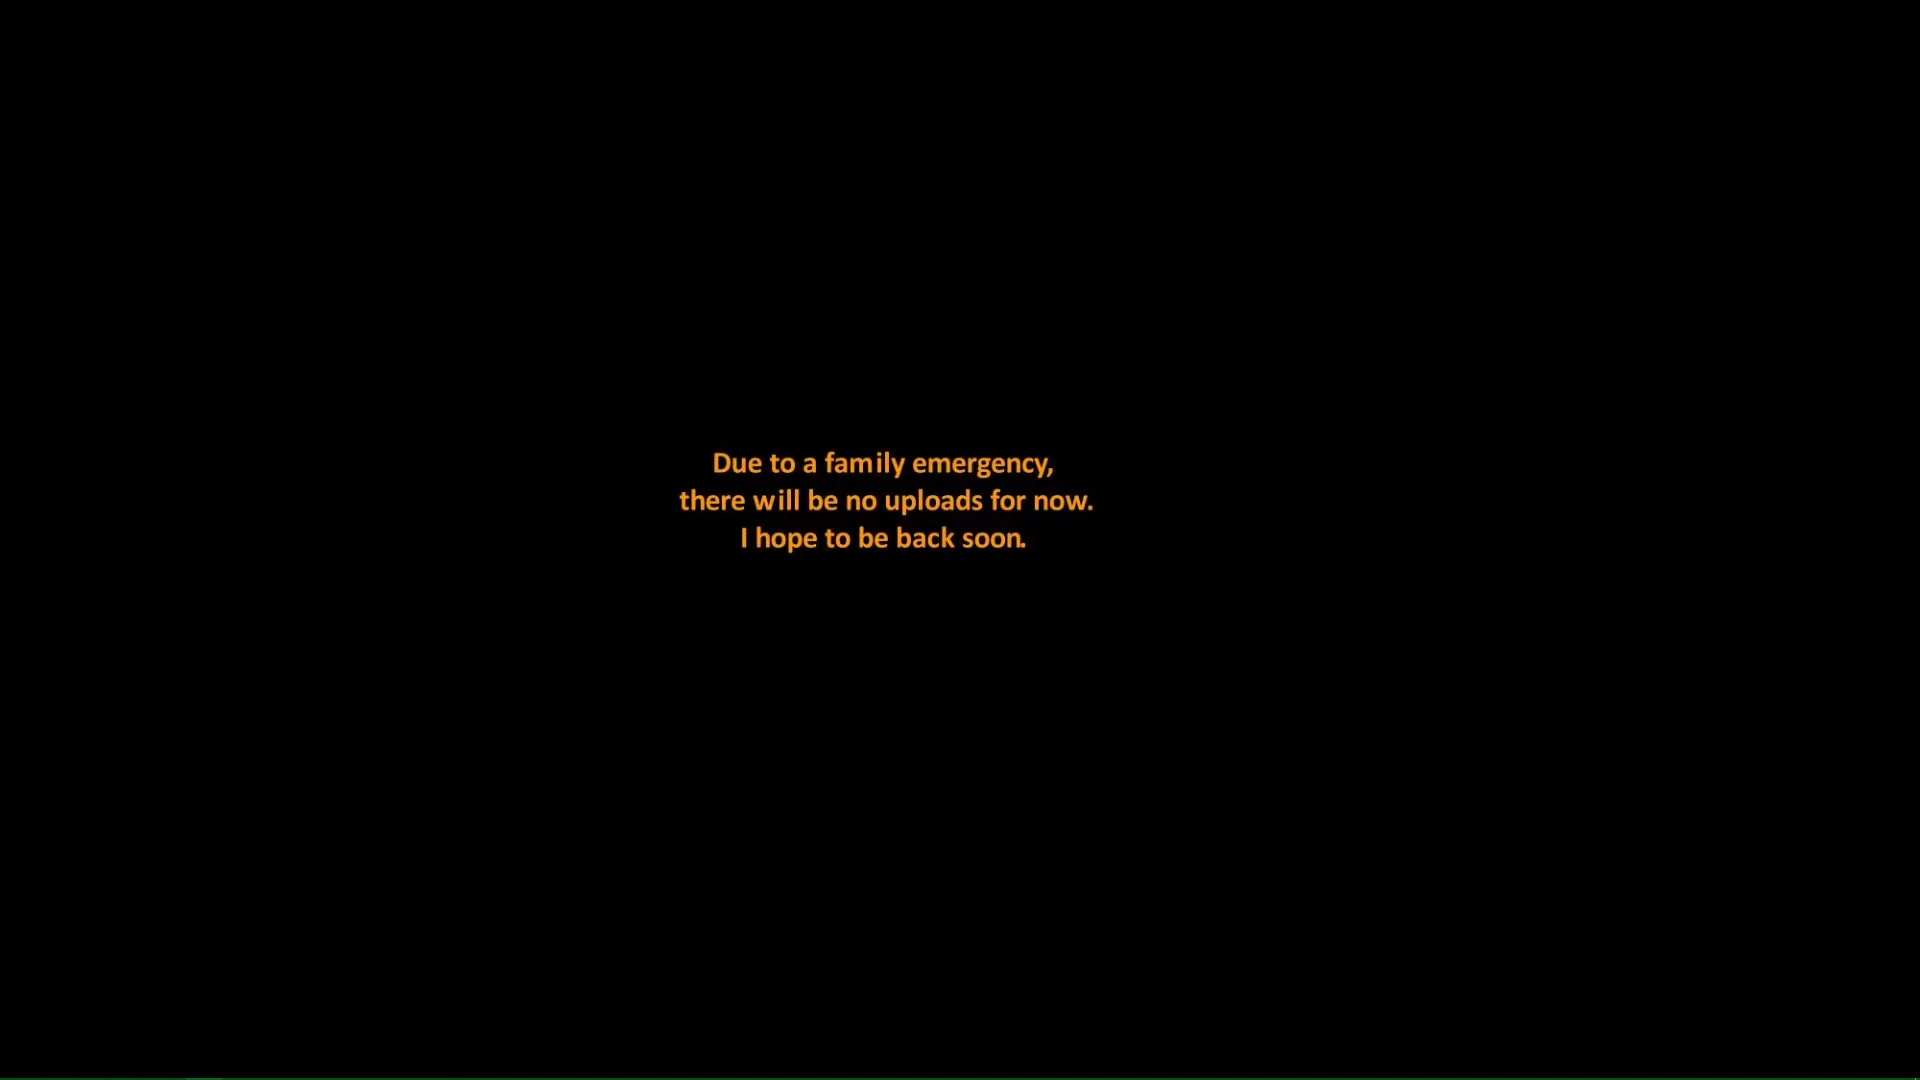 Due to a family emergency,
there will be no uploads for now.
I hope to be back soon.